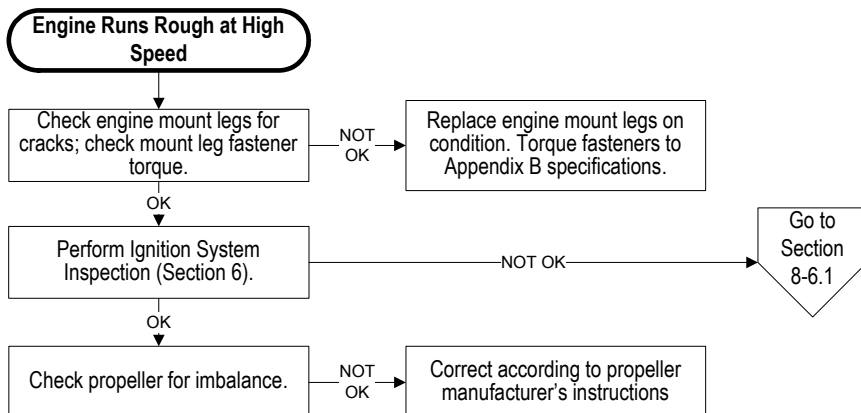 Engine Runs Rough at High
Speed
Check engine mount legs for
cracks; check mount leg fastener
torque.
NOT
OK
Replace engine mount legs on
condition. Torque fasteners to
Appendix B specifications.
OK
Perform Ignition System
Inspection (Section 6).
NOT OK
Go to
Section
8-6.1
OK
Check propeller for imbalance.
NOT
OK
Correct according to propeller
manufacturer's instructions